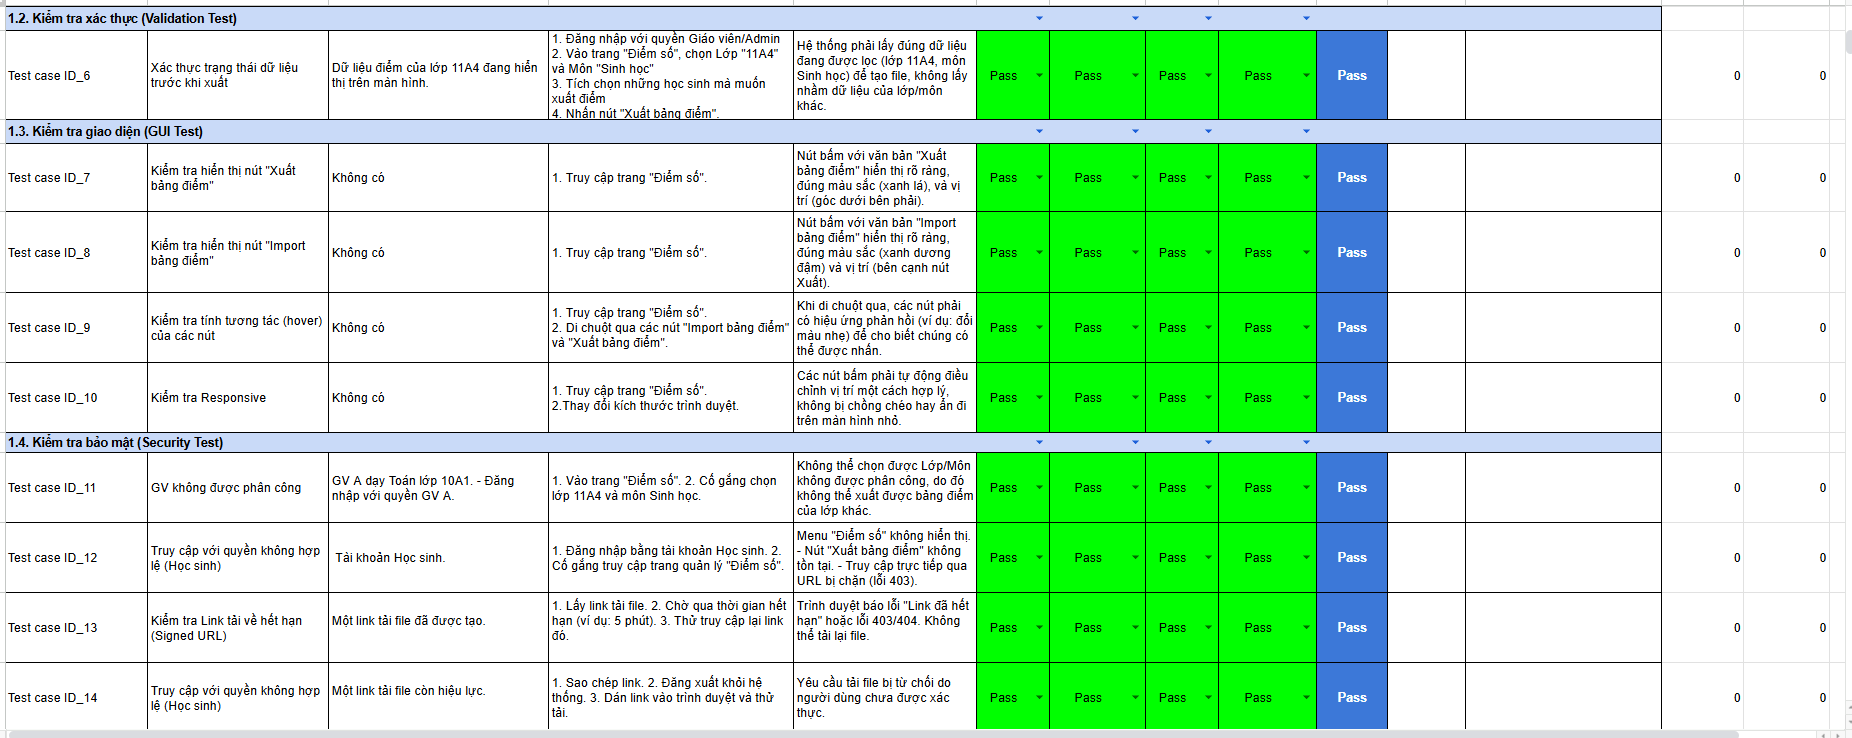 1.2. Kiểm tra xác thực (Validation Test)
Test case ID_6
Xác thực trạng thái dữ liệu
trước khi xuất
Dữ liệu điểm của lớp 11A4 đang hiển
thị trên màn hình.
1. Đăng nhập với quyền Giáo viên/Admin
2. Vào trang "Điểm số", chọn Lớp "11A4"
và Môn "Sinh học"
3. Tích chọn những học sinh mà muốn
xuất điểm
4. Nhấn nút "Xuất bảng điểm".
Hệ thống phải lấy đúng dữ liệu
đang được lọc (lớp 11A4, môn
Sinh học) để tạo file, không lấy
nhầm dữ liệu của lớp/môn
khác.
Pass Pass Pass Pass Pass 0 0
1.3. Kiểm tra giao diện (GUI Test)
Test case ID_7
Kiểm tra hiển thị nút "Xuất
bảng điểm"
Không có
1. Truy cập trang "Điểm số".
Nút bấm với văn bản "Xuất
bảng điểm" hiển thị rõ ràng,
đúng màu sắc (xanh lá), và vị
trí (góc dưới bên phải).
Pass Pass Pass Pass Pass 0 0
Test case ID_8
Kiểm tra hiển thị nút "Import
bảng điểm"
Không có
1. Truy cập trang "Điểm số".
Nút bấm với văn bản "Import
bảng điểm" hiển thị rõ ràng,
đúng màu sắc (xanh dương
đậm) và vị trí (bên cạnh nút
Xuất).
Pass Pass Pass Pass Pass 0 0
Test case ID_9
Kiểm tra tính tương tác (hover)
của các nút
Không có
1. Truy cập trang "Điểm số".
2. Di chuột qua các nút "Import bảng điểm"
và "Xuất bảng điểm".
Khi di chuột qua, các nút phải
có hiệu ứng phản hồi (ví dụ: đổi
màu nhẹ) để cho biết chúng có
thể được nhấn.
Pass Pass Pass Pass Pass 0 0
Test case ID_10
Kiểm tra Responsive
Không có
1. Truy cập trang "Điểm số".
2.Thay đổi kích thước trình duyệt.
Các nút bấm phải tự động điều
chỉnh vị trí một cách hợp lý,
không bị chồng chéo hay ẩn đi
trên màn hình nhỏ.
Pass Pass Pass Pass Pass 0 0
1.4. Kiểm tra bảo mật (Security Test)
Test case ID_11
GV không được phân công
GV A dạy Toán lớp 10A1. - Đăng
nhập với quyền GV A.
1. Vào trang "Điểm số". 2. Cố gắng chọn
lớp 11A4 và môn Sinh học.
Không thể chọn được Lớp/Môn
không được phân công, do đó
không thể xuất được bảng điểm
của lớp khác.
Pass Pass Pass Pass Pass 0 0
Test case ID_12
Truy cập với quyền không hợp
lệ (Học sinh)
Tài khoản Học sinh.
1. Đăng nhập bằng tài khoản Học sinh. 2.
Cố gắng truy cập trang quản lý "Điểm số".
Menu "Điểm số" không hiển thị.
- Nút "Xuất bảng điểm" không
tồn tại. - Truy cập trực tiếp qua
URL bị chặn (lỗi 403).
Pass Pass Pass Pass Pass 0 0
Test case ID_13
Kiểm tra Link tải về hết hạn
(Signed URL)
Một link tải file đã được tạo.
1. Lấy link tải file. 2. Chờ qua thời gian hết
hạn (ví dụ: 5 phút). 3. Thử truy cập lại link
đó.
Trình duyệt báo lỗi "Link đã hết
hạn" hoặc lỗi 403/404. Không
thể tải lại file.
Pass Pass Pass Pass Pass 0 0
Test case ID_14
Truy cập với quyền không hợp
lệ (Học sinh)
Một link tải file còn hiệu lực.
1. Sao chép link. 2. Đăng xuất khỏi hệ
thống. 3. Dán link vào trình duyệt và thử
tải.
Yêu cầu tải file bị từ chối do
người dùng chưa được xác
thực.
Pass Pass Pass Pass Pass 0 0